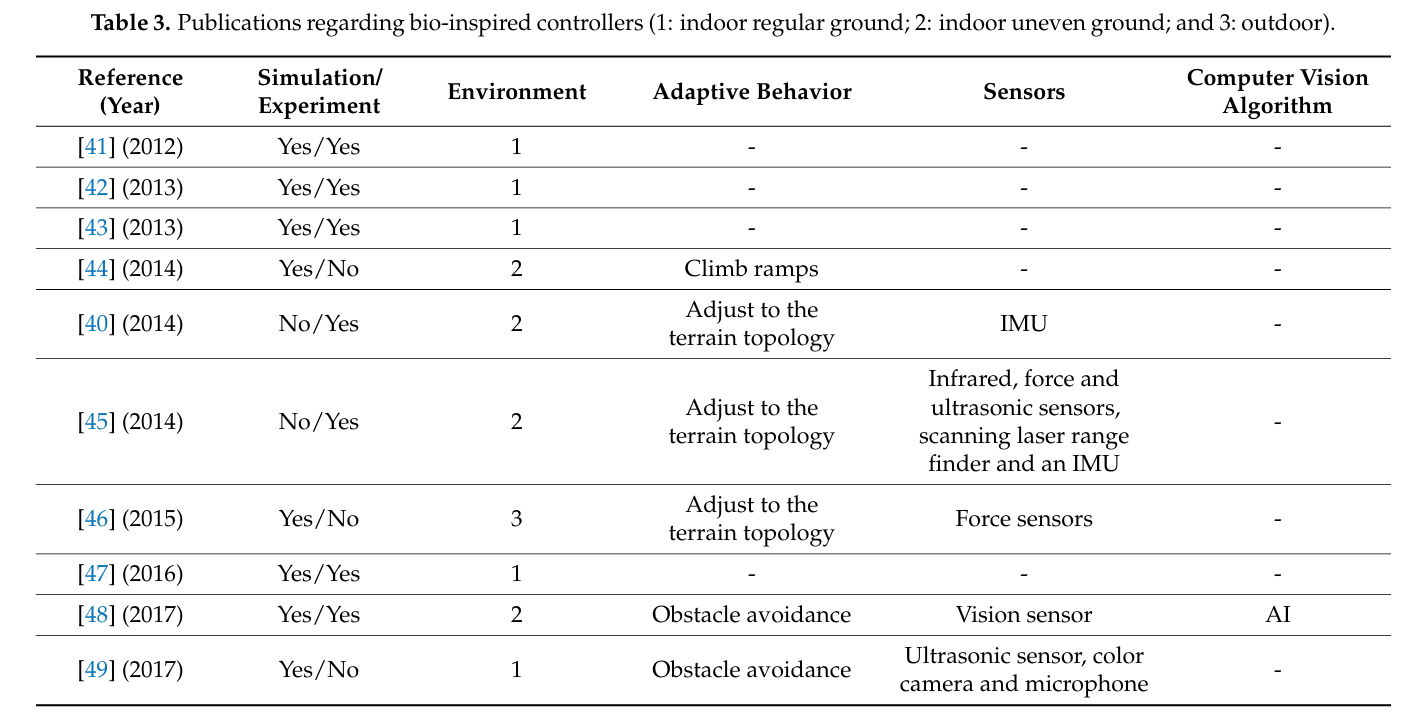 Table 3. Publications regarding bio-inspired controllers (1: indoor regular ground; 2: indoor uneven ground; and 3: outdoor).
Reference (Year) Simulation/Experiment Environment Adaptive Behavior Sensors Computer Vision Algorithm
[41] (2012) Yes/Yes 1 - - -
[42] (2013) Yes/Yes 1 - - -
[43] (2013) Yes/Yes 1 - - -
[44] (2014) Yes/No 2 Climb ramps - -
[40] (2014) No/Yes 2 Adjust to the terrain topology IMU -
[45] (2014) No/Yes 2 Adjust to the terrain topology Infrared, force and ultrasonic sensors, scanning laser range finder and an IMU -
[46] (2015) Yes/No 3 Adjust to the terrain topology Force sensors -
[47] (2016) Yes/Yes 1 - - -
[48] (2017) Yes/Yes 2 Obstacle avoidance Vision sensor AI
[49] (2017) Yes/No 1 Obstacle avoidance Ultrasonic sensor, color camera and microphone -